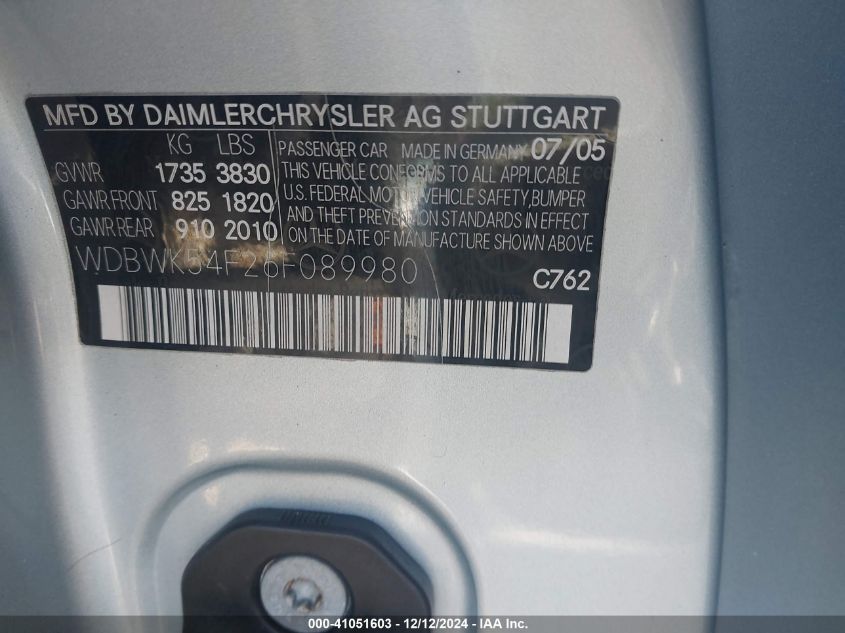 MFD BY DAIMLERCHRYSLER AG STUTTGART
KG LBS
GVWR 1735 3830
GAWR FRONT 825 1820
GAWR REAR 910 2010
PASSENGER CAR MADE IN GERMANY 07/05
THIS VEHICLE CONFORMS TO ALL APPLICABLE
U.S. FEDERAL MOTOR VEHICLE SAFETY, BUMPER
AND THEFT PREVENTION STANDARDS IN EFFECT
ON THE DATE OF MANUFACTURE SHOWN ABOVE
WDBWK54F26F089980
C762
000-41051603 - 12/12/2024 - IAA Inc.